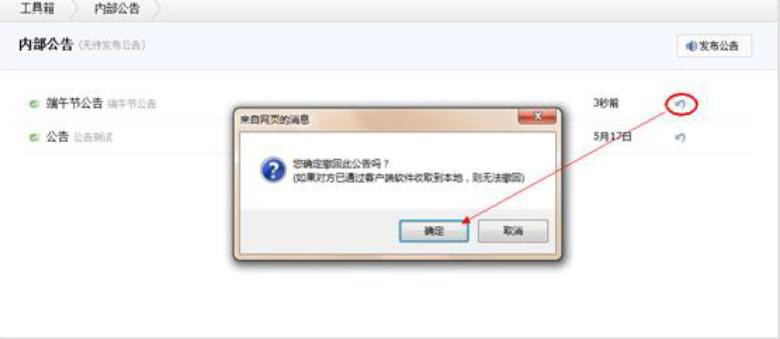 工具箱 内部公告
内部公告 (无待发布公告) 发布公告
端午节公告 端午节公告 3秒前
公告 公告测试 5月17日
来自网页的消息
您确定撤回此公告吗？
(如果对方已通过客户端软件收取到本地，则无法撤回)
确定 取消